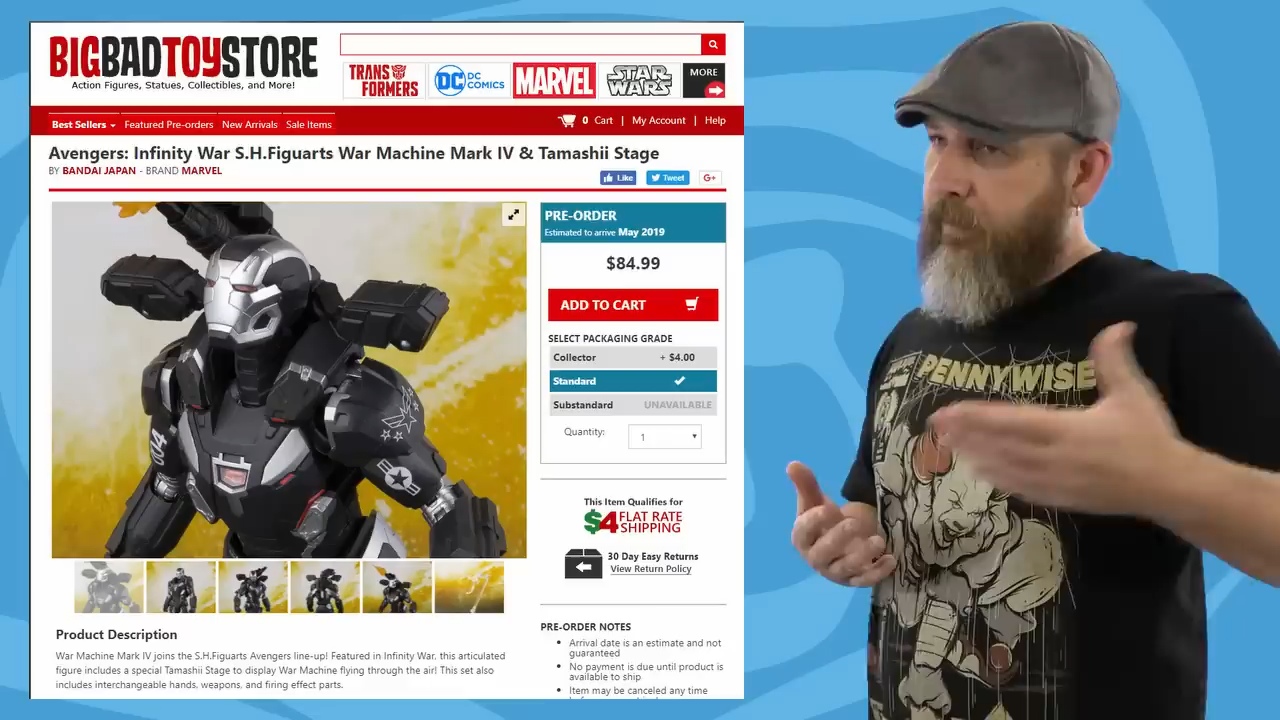 BIGBADTOYSTORE
Action Figures, Statues, Collectibles, and More!
TRANSFORMERS
DC DC COMICS
MARVEL
STAR WARS
MORE
Best Sellers
Featured Pre-orders
New Arrivals
Sale Items
0 Cart | My Account | Help
Avengers: Infinity War S.H.Figuarts War Machine Mark IV & Tamashii Stage
BY BANDAI JAPAN - BRAND MARVEL
Like
Tweet
G+
004
PRE-ORDER
Estimated to arrive May 2019
$84.99
ADD TO CART
SELECT PACKAGING GRADE
Collector + $4.00
Standard
Substandard UNAVAILABLE
Quantity: 1
This Item Qualifies for
$4 FLAT RATE SHIPPING
30 Day Easy Returns
View Return Policy
Product Description
War Machine Mark IV joins the S.H.Figuarts Avengers line-up! Featured in Infinity War, this articulated
figure includes a special Tamashii Stage to display War Machine flying through the air! This set also
includes interchangeable hands, weapons, and firing effect parts.
PRE-ORDER NOTES
Arrival date is an estimate and not
guaranteed
No payment is due until product is
available to ship
Item may be canceled any time
PENNYWISE